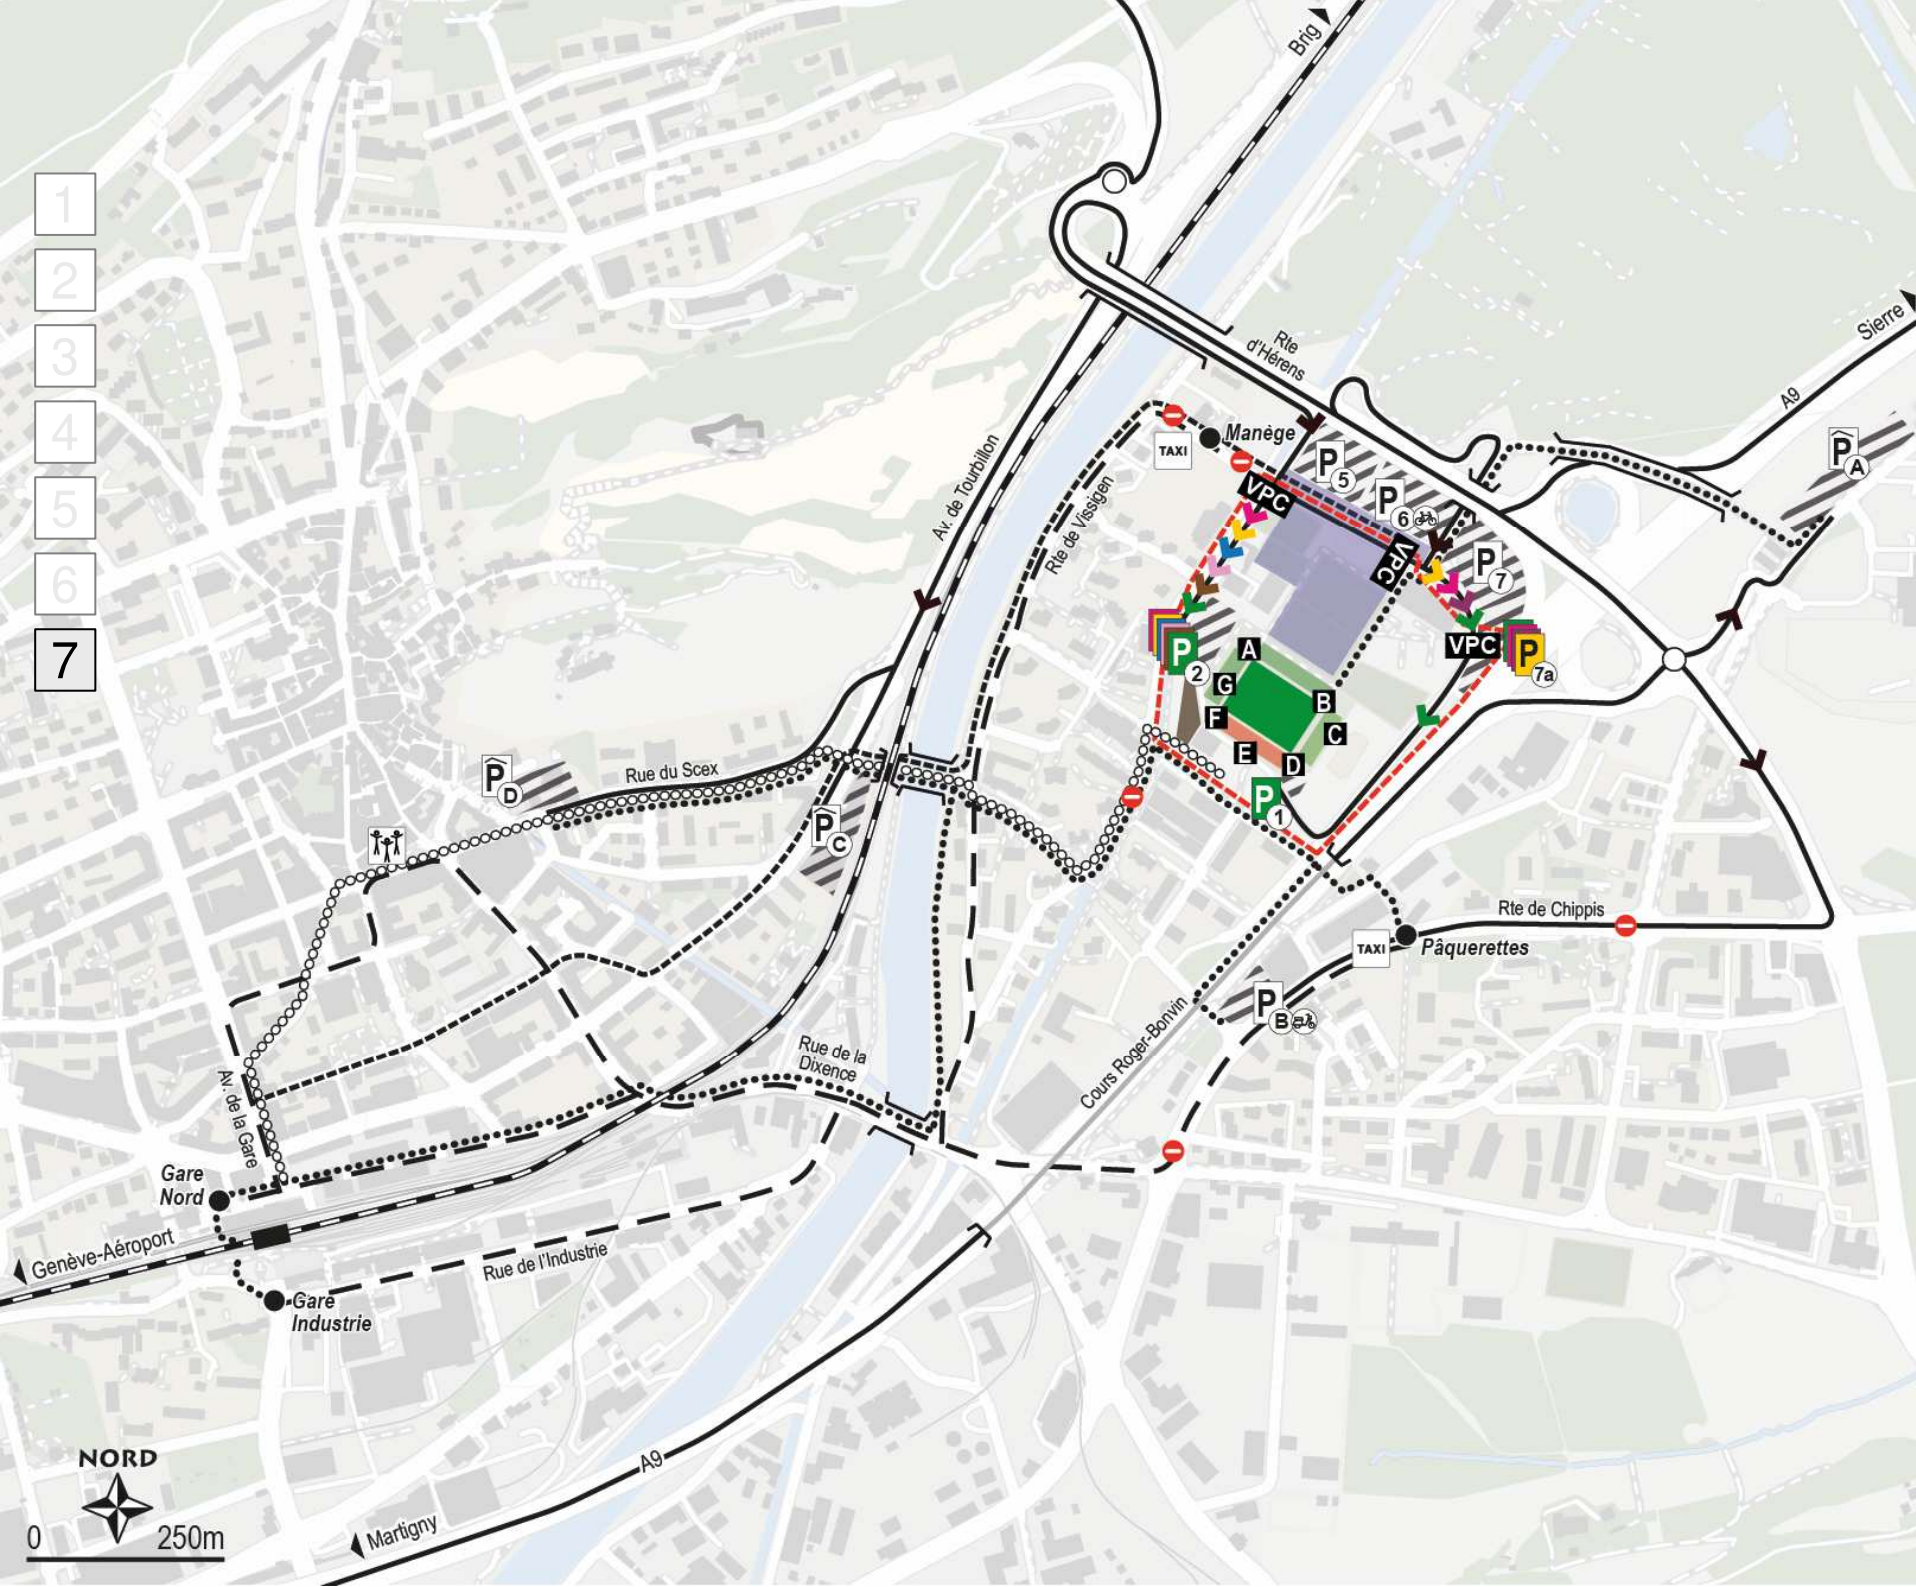 Brig
1
2
3
4
5
6
7
Rte
d'Hérens
Sierre
A9
P
A
TAXI
Manège
P
5
P
6
VPC
VPC
P
7
Av. de Tourbillon
Rte de Vissigen
VPC
P
7a
P
2
A
G
B
F
C
E
D
P
D
Rue du Scex
P
C
P
1
Rte de Chippis
TAXI
Pâquerettes
P
B
Cours Roger-Bonvin
Rue de la
Dixence
Av. de la Gare
Gare
Nord
Genève-Aéroport
Rue de l'Industrie
Gare
Industrie
A9
Martigny
NORD
0
250m